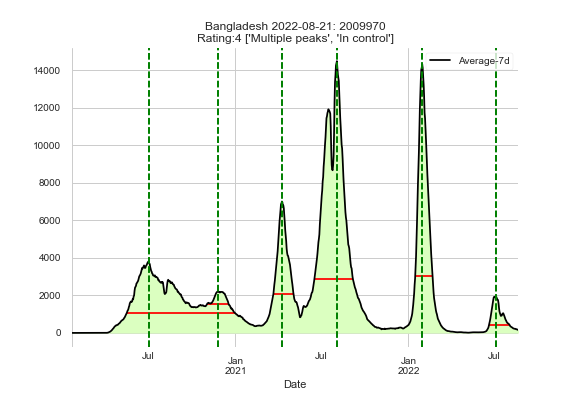 Bangladesh 2022-08-21: 2009970
Rating:4 ['Multiple peaks', 'In control']
Average-7d
14000
12000
10000
8000
6000
4000
2000
0
Jul
Jan
2021
Jul
Jan
2022
Jul
Date